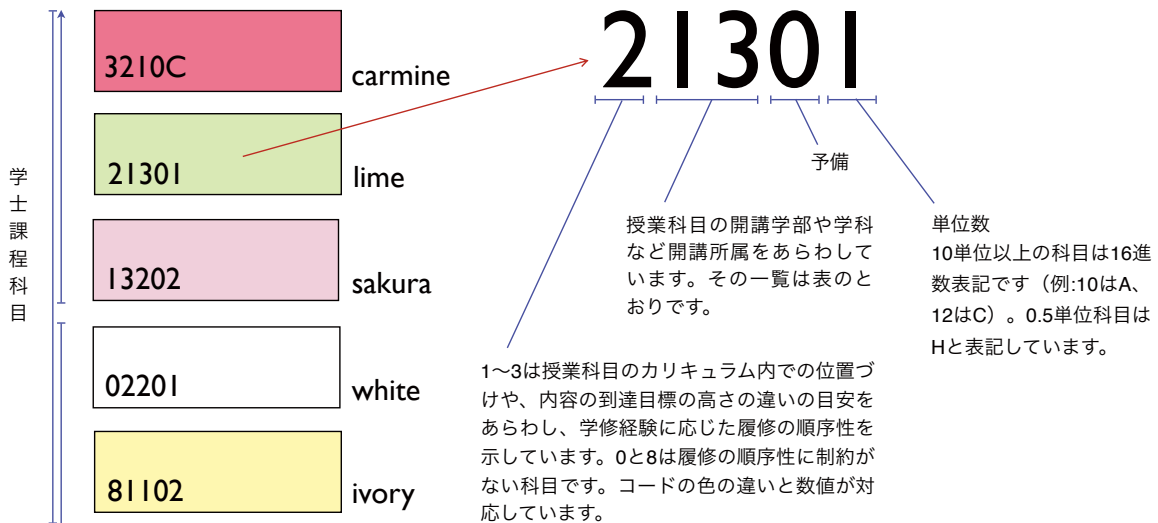 学士課程科目
3210C
carmine
21301
lime
13202
sakura
02201
white
81102
ivory
21301
予備
授業科目の開講学部や学科
など開講所属をあらわして
います。その一覧は表のと
おりです。
単位数
10単位以上の科目は16進
数表記です（例:10はA、
12はC）。0.5単位科目は
Hと表記しています。
1〜3は授業科目のカリキュラム内での位置づ
けや、内容の到達目標の高さの違いの目安を
あらわし、学修経験に応じた履修の順序性を
示しています。0と8は履修の順序性に制約が
ない科目です。コードの色の違いと数値が対
応しています。